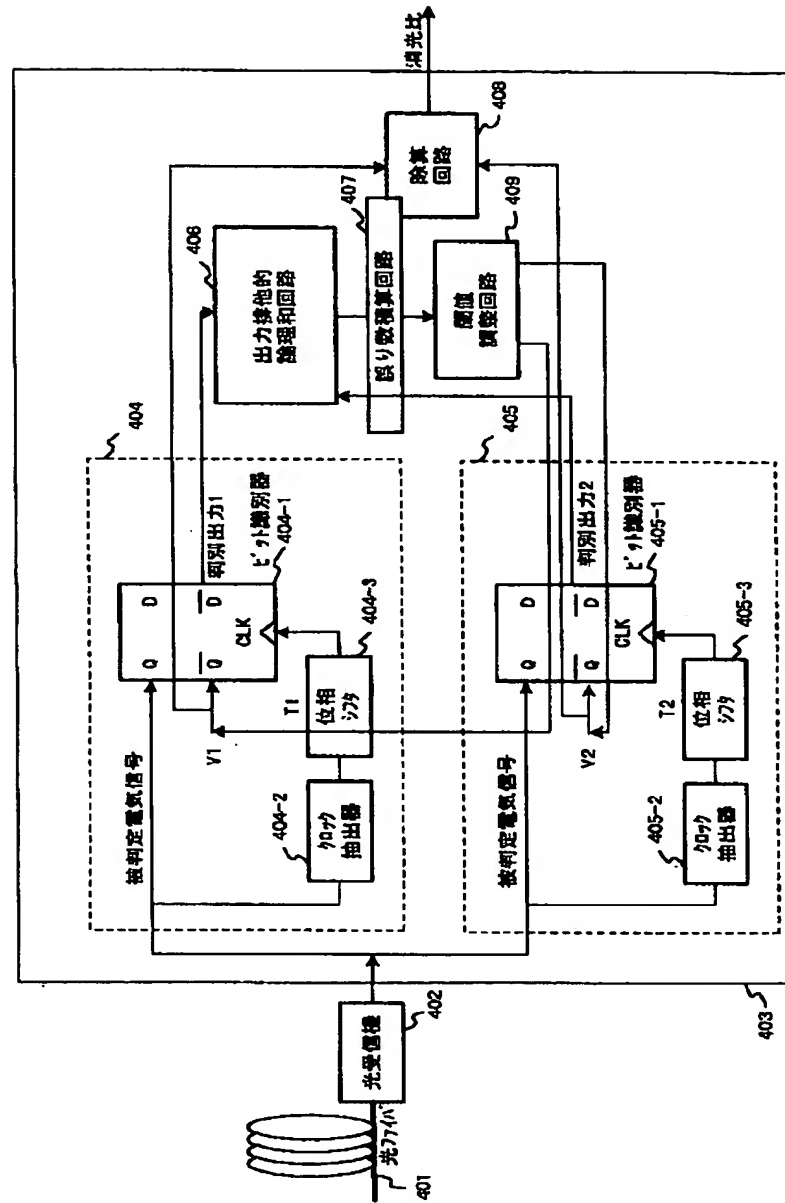 401
光ファイバ
光受信機
402
403
404
被判定電気信号
Q
D
Q
D
CLK
ビット識別器
404-1
判別出力1
V1
T1
クロック
抽出器
404-2
位相
シフタ
404-3
405
被判定電気信号
Q
D
Q
D
CLK
ビット識別器
405-1
判別出力2
V2
T2
クロック
抽出器
405-2
位相
シフタ
405-3
出力排他的
論理和回路
406
誤り数積算回路
407
除算
回路
408
閾値
調整回路
409
消光比